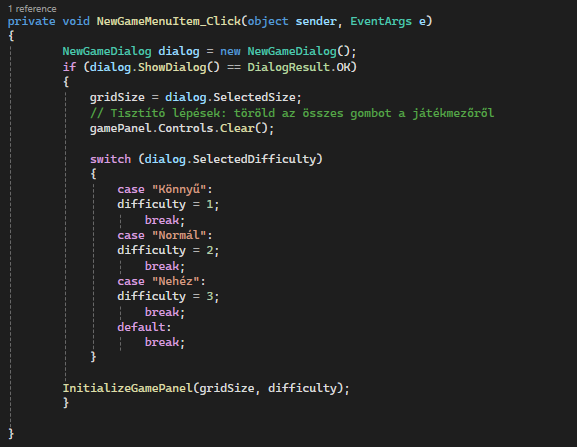 1 reference
private void NewGameMenuItem_Click(object sender, EventArgs e)
{
NewGameDialog dialog = new NewGameDialog();
if (dialog.ShowDialog() == DialogResult.OK)
{
gridSize = dialog.SelectedSize;
// Tisztító lépések: töröld az összes gombot a játékmezőről
gamePanel.Controls.Clear();
switch (dialog.SelectedDifficulty)
{
case "Könnyű":
difficulty = 1;
break;
case "Normál":
difficulty = 2;
break;
case "Nehéz":
difficulty = 3;
break;
default:
break;
}
InitializeGamePanel(gridSize, difficulty);
}
}